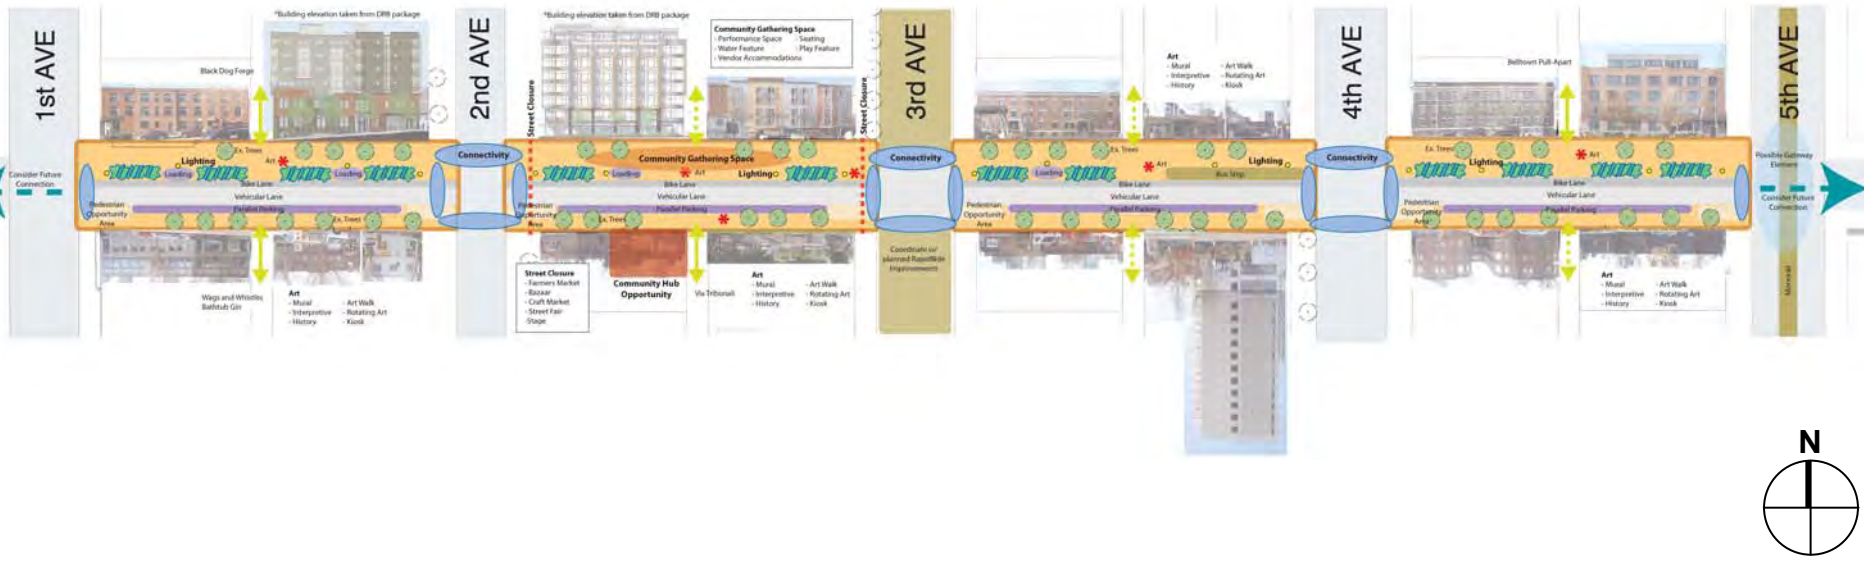 1st AVE
*Building elevation taken from DRB package
Black Dog Forge
2nd AVE
*Building elevation taken from DRB package
Street Closure
Community Gathering Space
- Performance Space - Seating
- Water Feature - Play Feature
- Vendor Accommodations
Street Closure
3rd AVE
Art
- Mural - Art Walk
- Interpretive - Rotating Art
- History - Kiosk
4th AVE
Belltown Pull-Apart
5th AVE
Consider Future
Connection
Lighting
Ex. Trees
Art
Loading
Loading
Bike Lane
Vehicular Lane
Parallel Parking
Pedestrian
Opportunity
Area
Ex. Trees
Connectivity
Community Gathering Space
Loading
Art
Lighting
Bike Lane
Vehicular Lane
Parallel Parking
Pedestrian
Opportunity
Area
Ex. Trees
Connectivity
Ex. Trees
Art
Lighting
Loading
Bus Stop
Bike Lane
Vehicular Lane
Parallel Parking
Pedestrian
Opportunity
Area
Connectivity
Ex. Trees
Lighting
Art
Bike Lane
Vehicular Lane
Parallel Parking
Pedestrian
Opportunity
Area
Possible Gateway
Element
Consider Future
Connection
Monorail
Wags and Whistles
Bathtub Gin
Art
- Mural - Art Walk
- Interpretive - Rotating Art
- History - Kiosk
Street Closure
- Farmers Market
- Bazaar
- Craft Market
- Street Fair
-Stage
Community Hub
Opportunity
Via Tribunali
Art
- Mural - Art Walk
- Interpretive - Rotating Art
- History - Kiosk
Coordinate w/
planned RapidRide
Improvements
Art
- Mural - Art Walk
- Interpretive - Rotating Art
- History - Kiosk
N